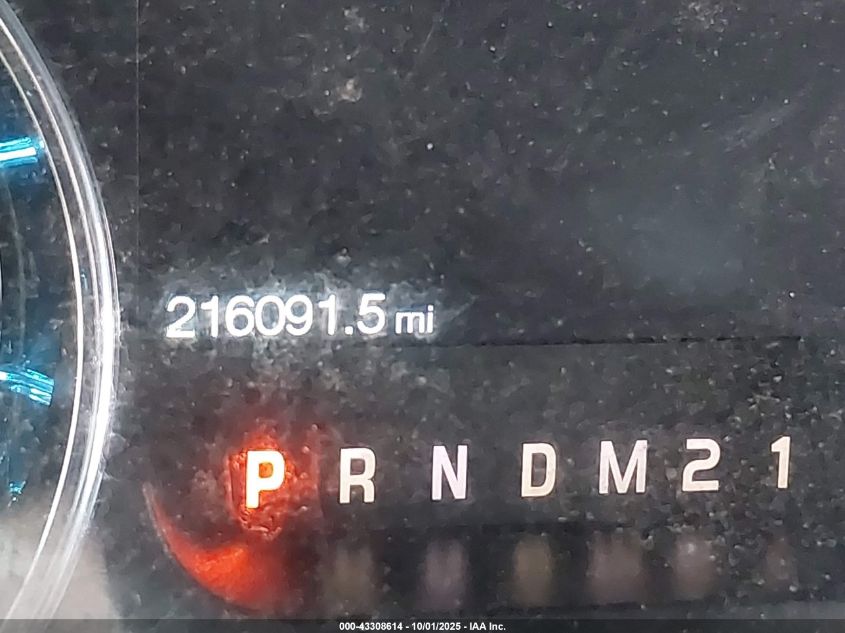 216091.5 mi
P R N D M 2 1
000-43308614 - 10/01/2025 - IAA Inc.